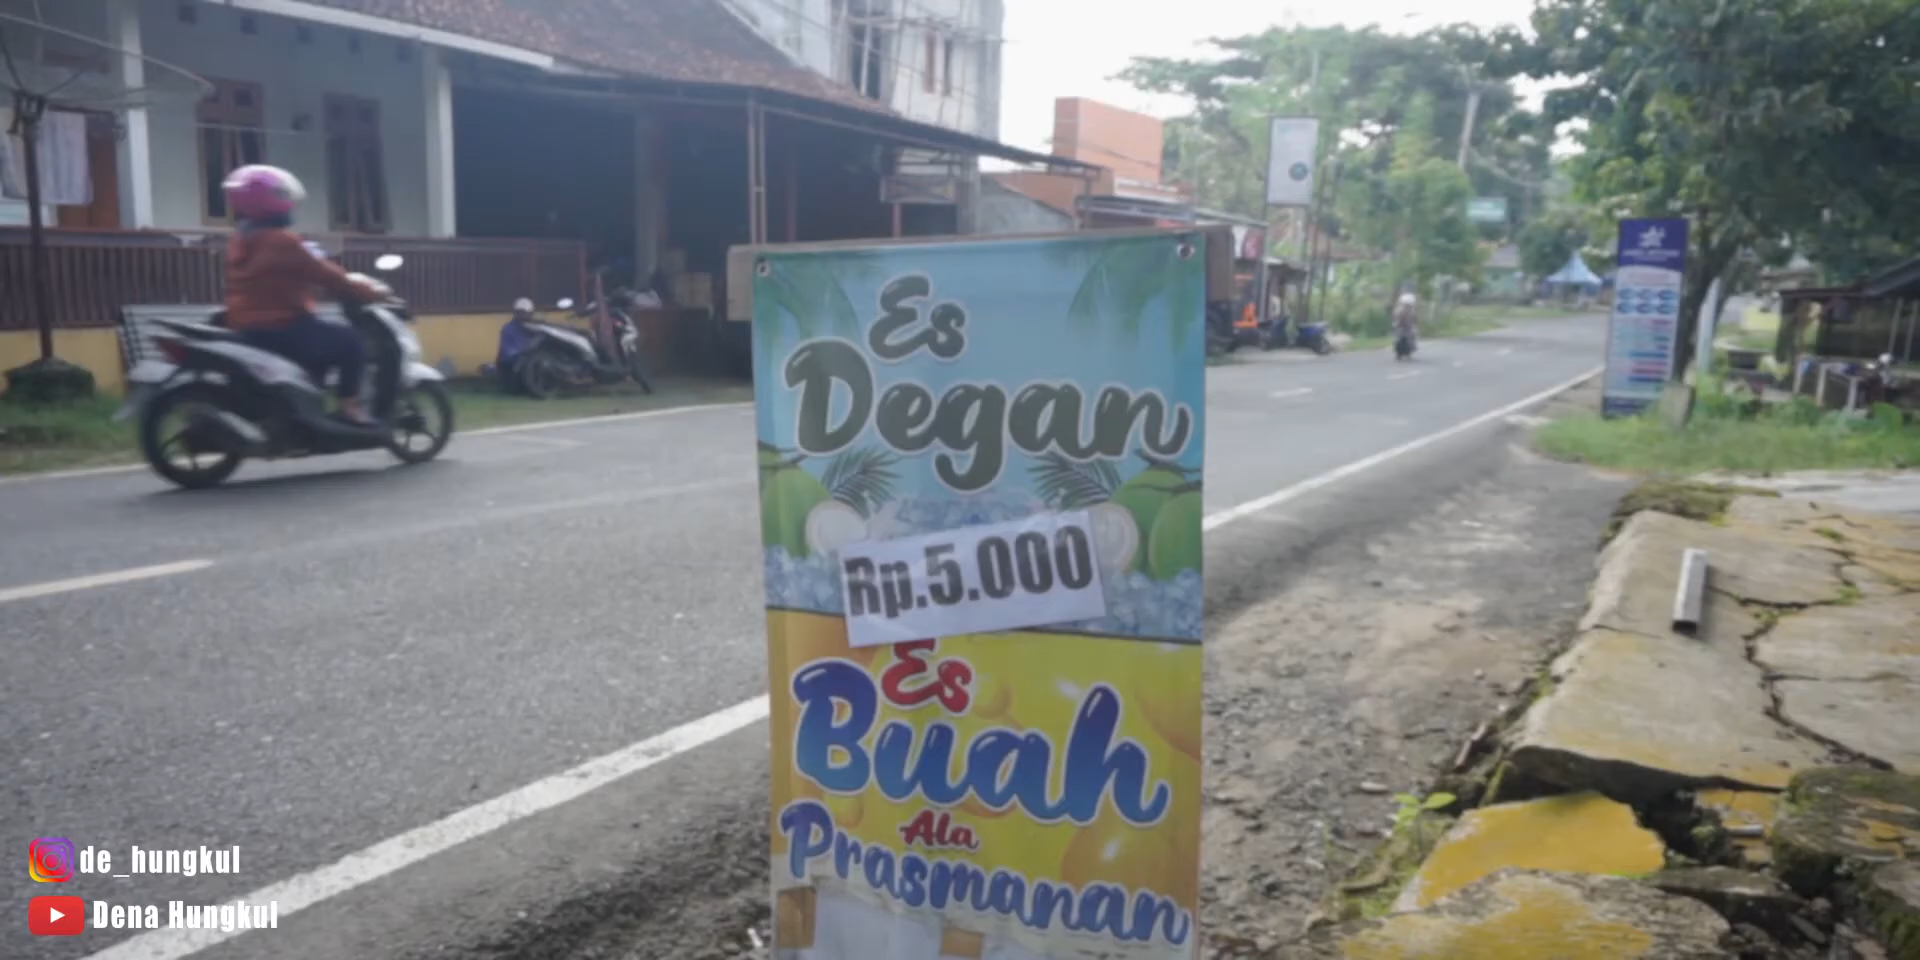 Es
Degan
Rp.5.000
Es
Buah
Ala
Prasmanan
de_hungkul
Dena Hungkul